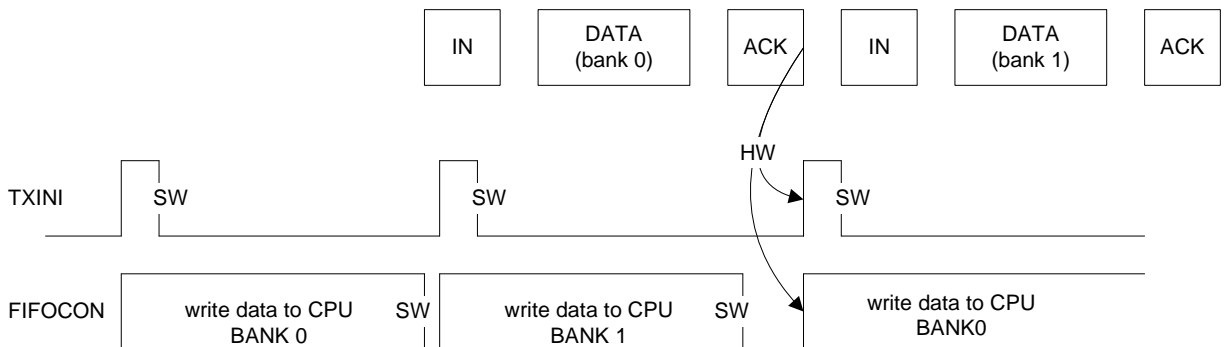 IN
DATA
(bank 0)
ACK
IN
DATA
(bank 1)
ACK
HW
TXINI
SW
SW
SW
FIFOCON
write data to CPU
BANK 0
SW
write data to CPU
BANK 1
SW
write data to CPU
BANK0